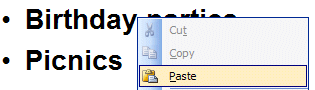 • Birthday parties
• Picnics
Cut
Copy
Paste